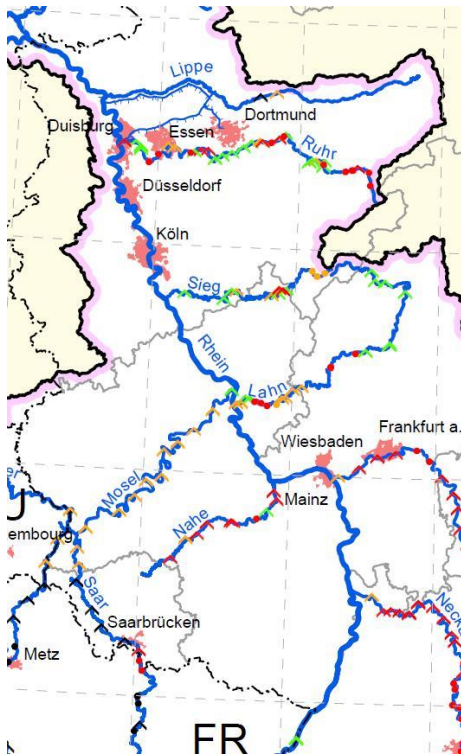 Lippe
Dortmund
Duisburg
Essen
Ruhr
Düsseldorf
Köln
Sieg
Rhein
Lahn
Wiesbaden
Frankfurt a.
Mosel
Mainz
U
Nahe
embourg
Saar
Neck
Saarbrücken
Metz
FR